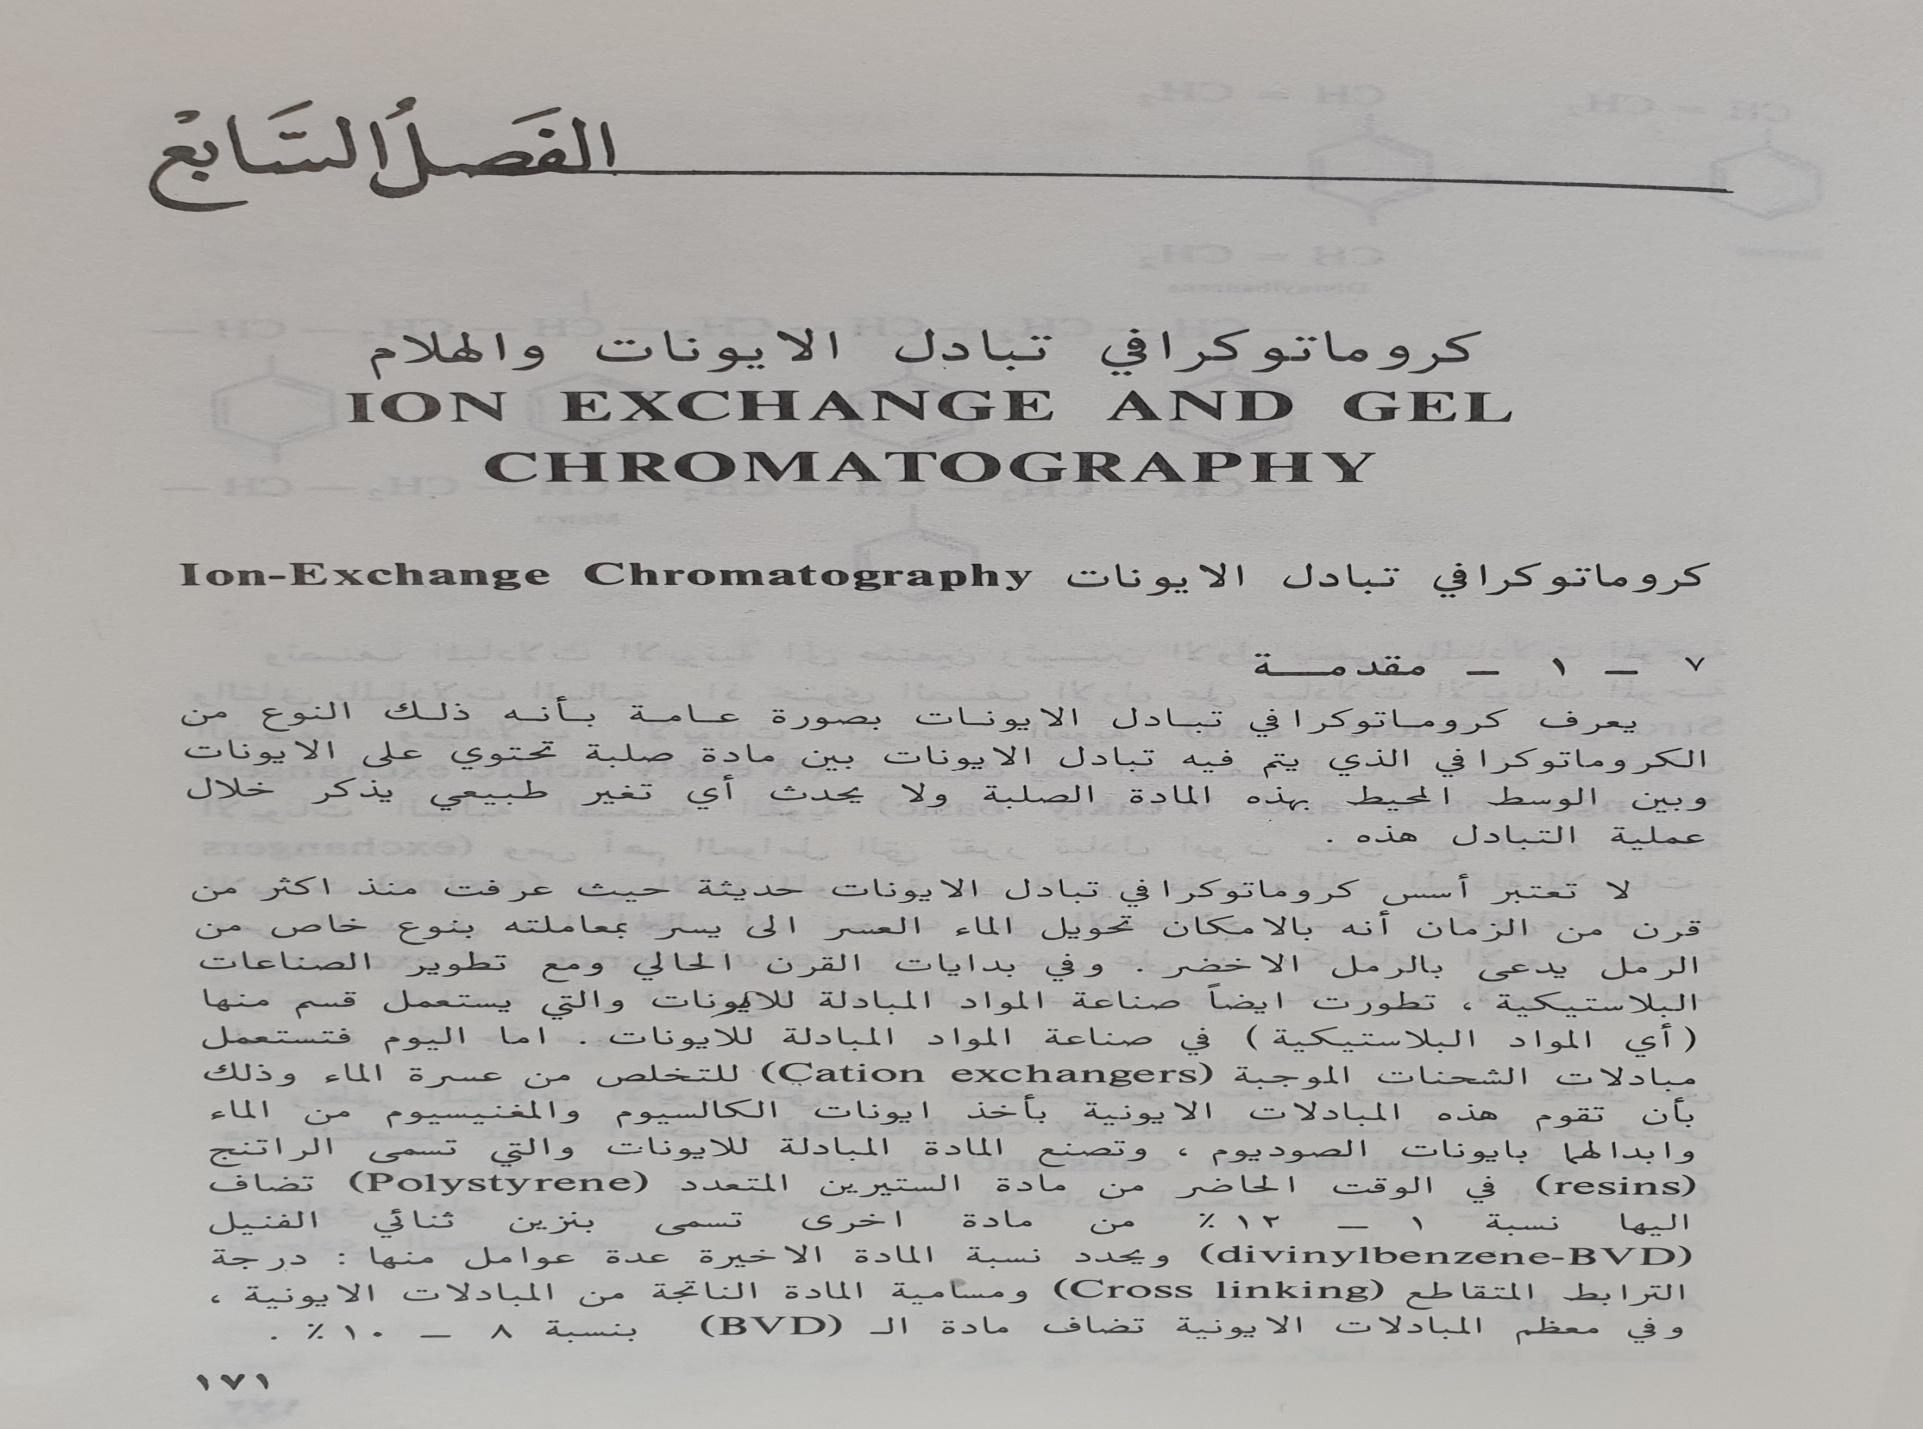 الفَصلُ السَّابعْ
كروماتوكرافي تبادل الايونات والهلام
ION EXCHANGE AND GEL
CHROMATOGRAPHY
كروماتوكرافي تبادل الايونات Ion-Exchange Chromatography
٧ – ١ – مقدمـــة
يعرف كروماتوكرافي تبادل الايونات بصورة عامة بأنه ذلك النوع من
الكروماتوكرافي الذي يتم فيه تبادل الايونات بين مادة صلبة تحتوي على الايونات
وبين الوسط المحيط بهذه المادة الصلبة ولا يحدث أي تغير طبيعي يذكر خلال
عملية التبادل هذه .
لا تعتبر أسس كروماتوكرافي تبادل الايونات حديثة حيث عرفت منذ اكثر من
قرن من الزمان أنه بالامكان تحويل الماء العسر الى يسر بمعاملته بنوع خاص من
الرمل يدعى بالرمل الاخضر . وفي بدايات القرن الحالي ومع تطوير الصناعات
البلاستيكية ، تطورت ايضاً صناعة المواد المبادلة للايونات والتي يستعمل قسم منها
(أي المواد البلاستيكية) في صناعة المواد المبادلة للايونات . اما اليوم فتستعمل
مبادلات الشحنات الموجبة (Cation exchangers) للتخلص من عسرة الماء وذلك
بأن تقوم هذه المبادلات الايونية بأخذ ايونات الكالسيوم والمغنيسيوم من الماء
وابدالهما بايونات الصوديوم ، وتصنع المادة المبادلة للايونات والتي تسمى الراتنج
(resins) في الوقت الحاضر من مادة الستيرين المتعدد (Polystyrene) تضاف
اليها نسبة ١ – ١٢٪ من مادة اخرى تسمى بنزين ثنائي الفنيل
(divinylbenzene-BVD) ويحدد نسبة المادة الاخيرة عدة عوامل منها : درجة
الترابط المتقاطع (Cross linking) ومسامية المادة الناتجة من المبادلات الايونية ،
وفي معظم المبادلات الايونية تضاف مادة الـ (BVD) بنسبة ٨ – ١٠٪ .
١٧١